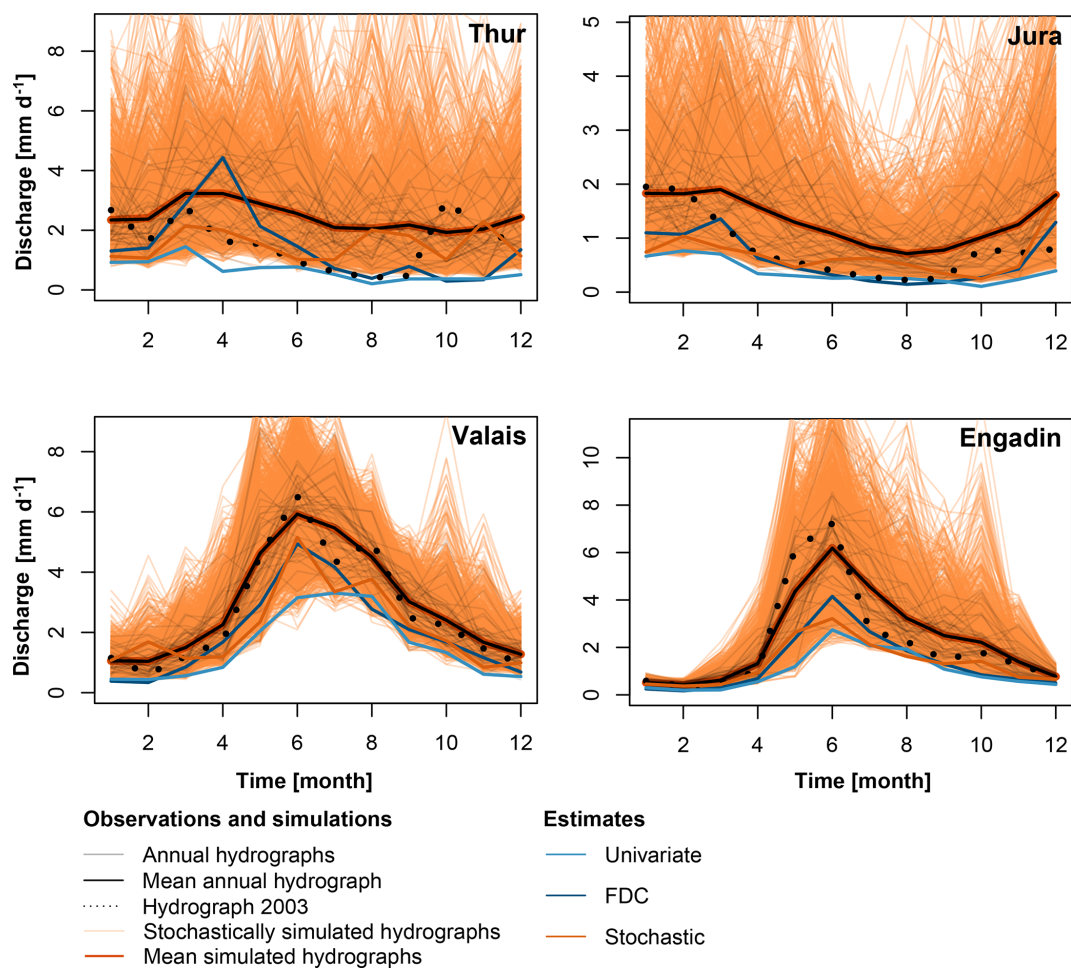 Thur
Discharge [mm d-1]
0 2 4 6 8
2 4 6 8 10 12
Jura
0 1 2 3 4 5
2 4 6 8 10 12
Valais
Discharge [mm d-1]
0 2 4 6 8
2 4 6 8 10 12
Time [month]
Engadin
0 2 4 6 8 10
2 4 6 8 10 12
Time [month]
Observations and simulations
Annual hydrographs
Mean annual hydrograph
Hydrograph 2003
Stochastically simulated hydrographs
Mean simulated hydrographs
Estimates
Univariate
FDC
Stochastic